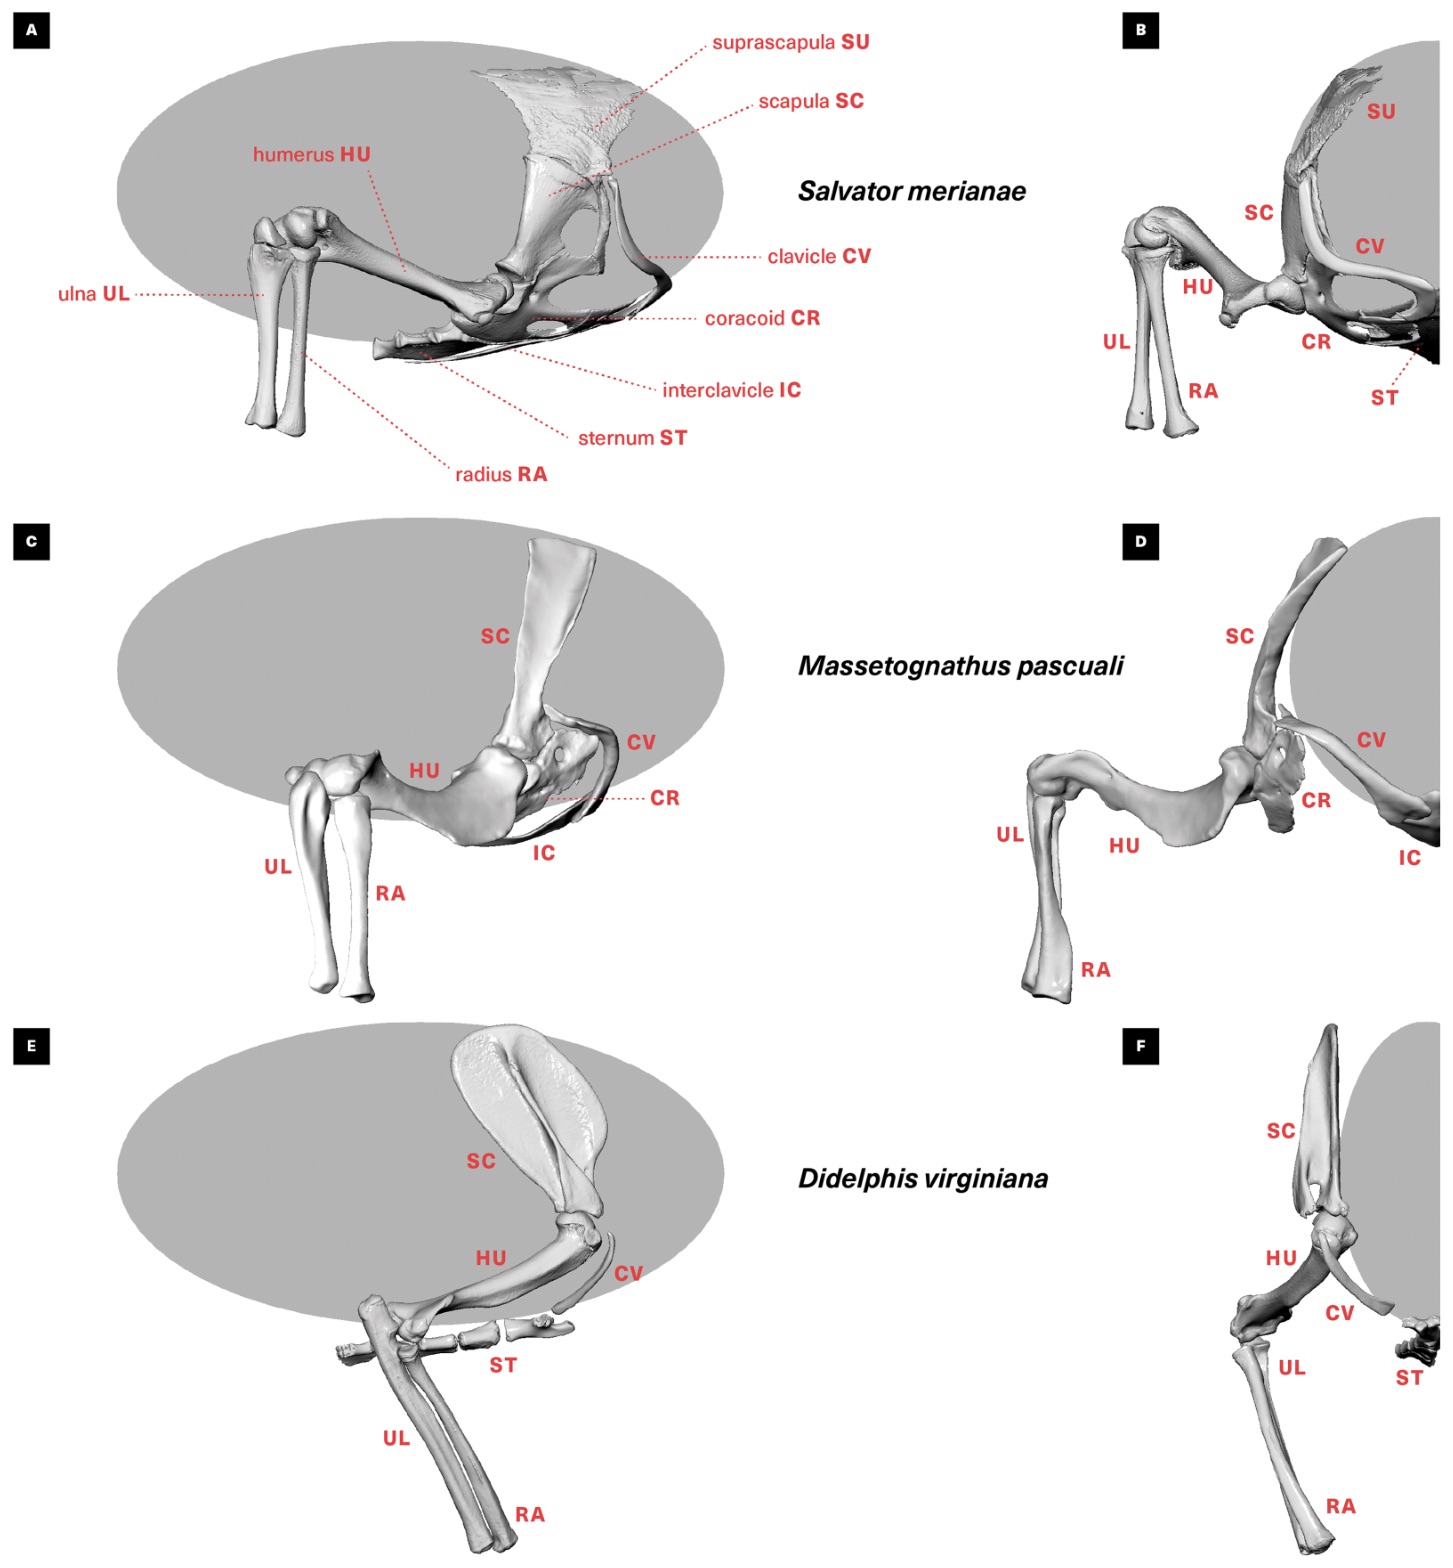 A
B
suprascapula SU
scapula SC
SU
humerus HU
Salvator merianae
SC
clavicle CV
CV
ulna UL
HU
coracoid CR
UL
CR
interclavicle IC
RA
ST
sternum ST
radius RA
C
D
SC
SC
Massetognathus pascuali
CV
CV
HU
CR
CR
UL
HU
IC
IC
UL
RA
RA
E
F
SC
SC
Didelphis virginiana
HU
HU
CV
CV
ST
UL
ST
UL
RA
RA